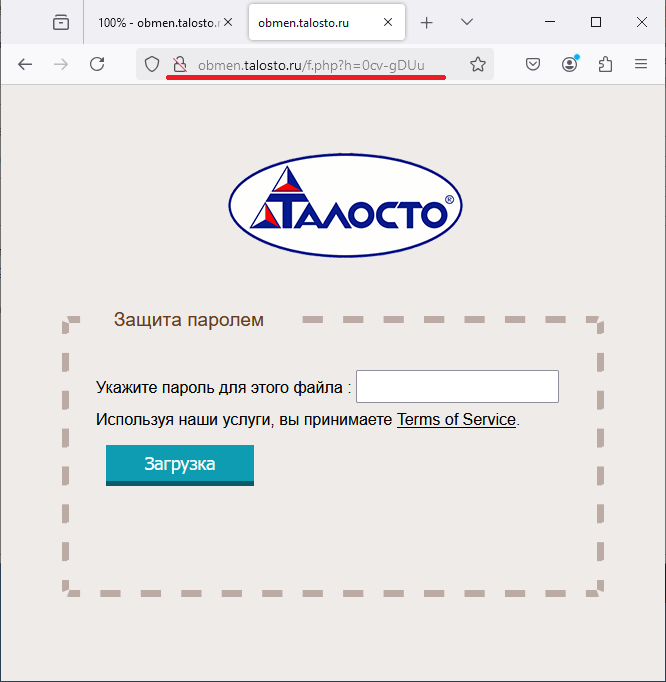 100% - obmen.talosto.r
obmen.talosto.ru
obmen.talosto.ru/f.php?h=0cv-gDUu
ТАЛОСТО®
Защита паролем
Укажите пароль для этого файла :
Используя наши услуги, вы принимаете Terms of Service.
Загрузка